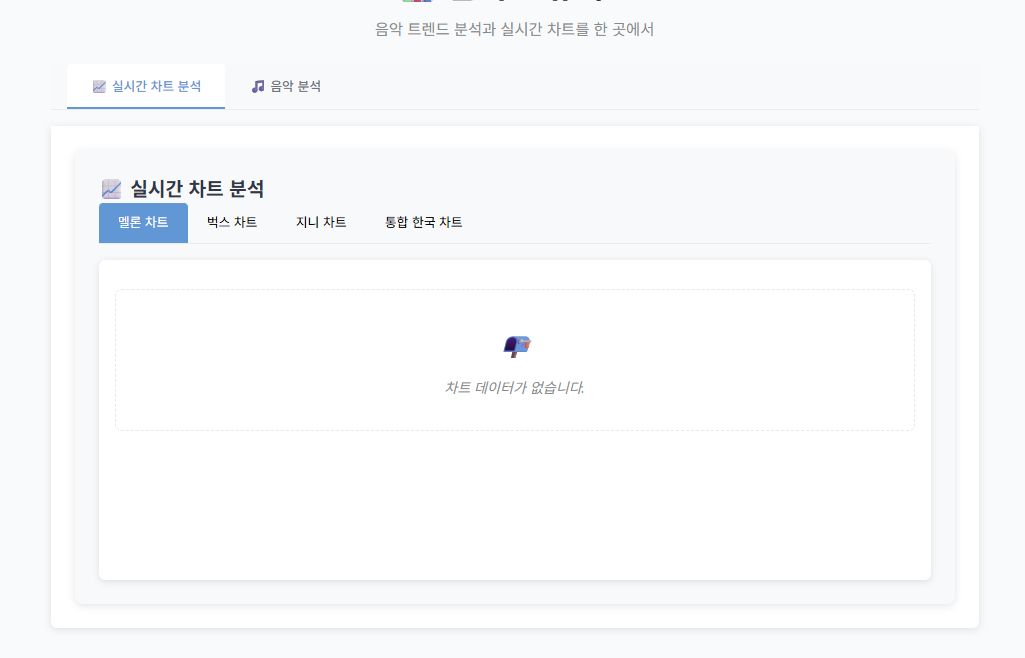 음악 트렌드 분석과 실시간 차트를 한 곳에서
실시간 차트 분석
음악 분석
실시간 차트 분석
멜론 차트
벅스 차트
지니 차트
통합 한국 차트
차트 데이터가 없습니다.